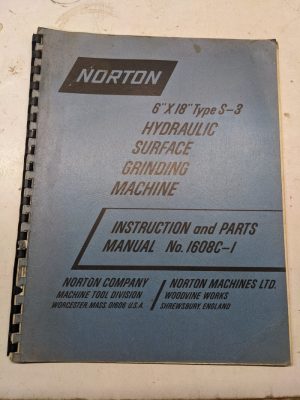 NORTON
6"X18" Type S-3
HYDRAULIC
SURFACE
GRINDING
MACHINE
INSTRUCTION and PARTS
MANUAL No. 1608C-1
NORTON COMPANY
MACHINE TOOL DIVISION
WORCESTER, MASS. 01606 U.S.A.
NORTON MACHINES LTD.
WOODVINE WORKS
SHREWSBURY, ENGLAND